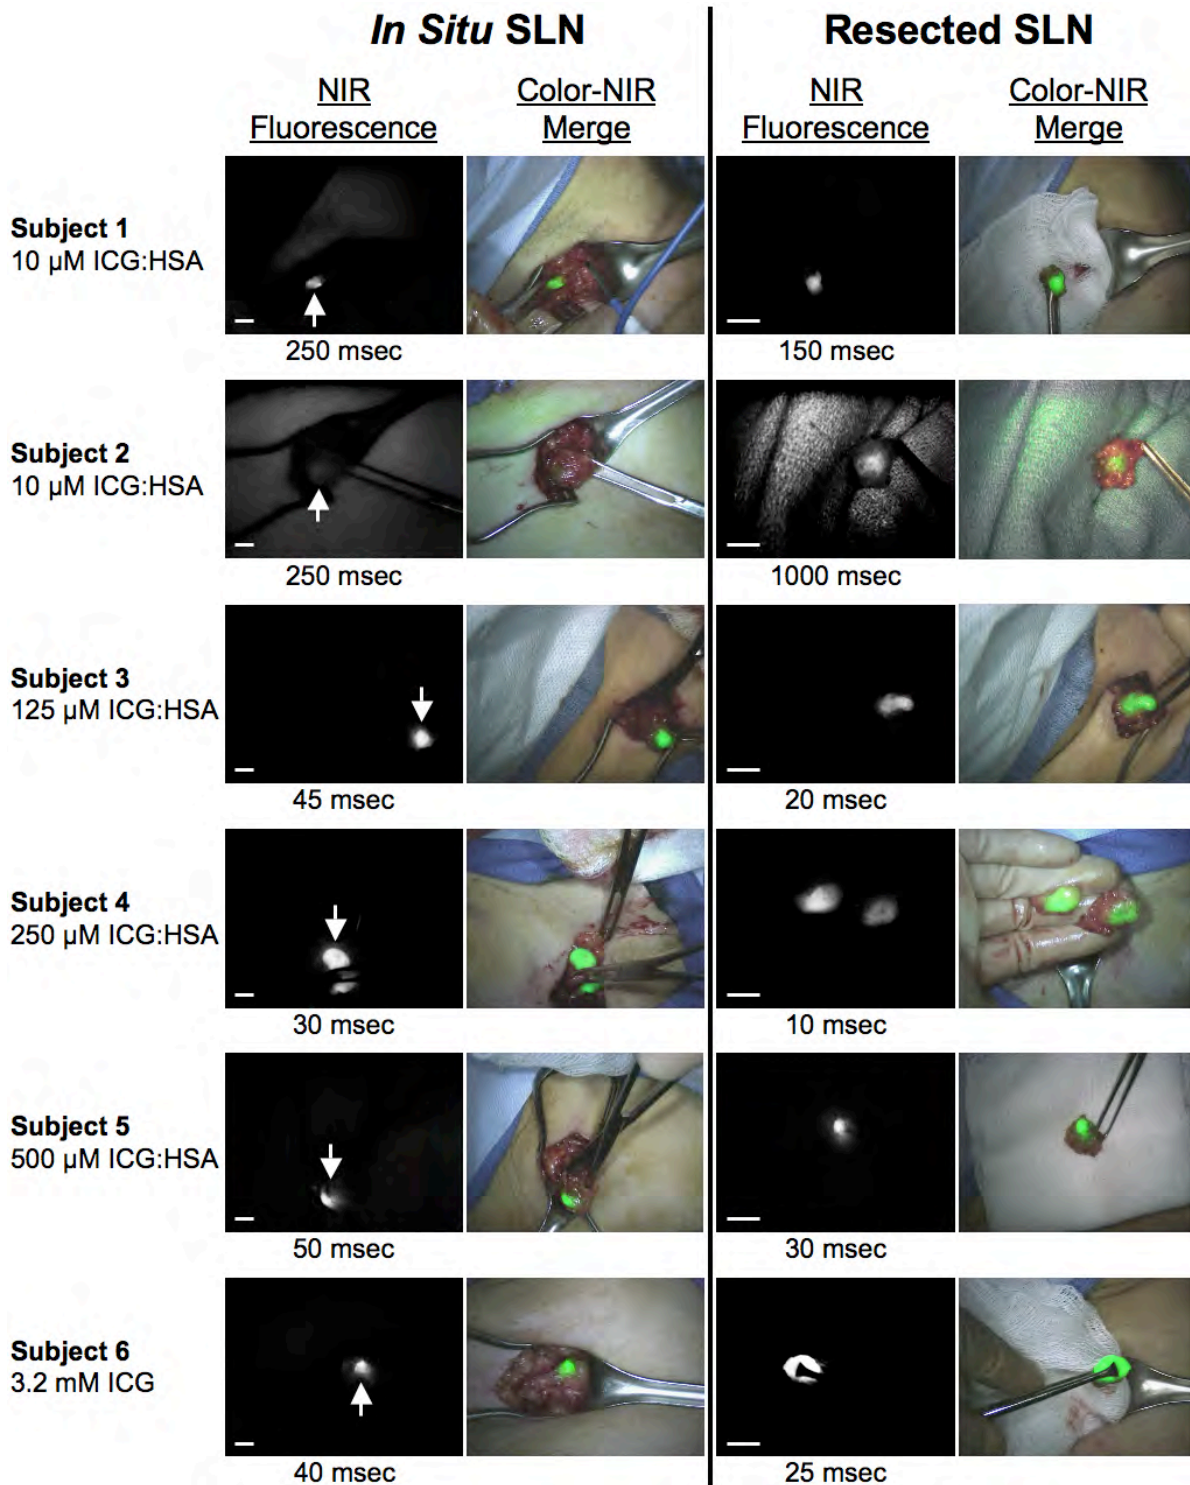 In Situ SLN
Resected SLN
NIR
Fluorescence
Color-NIR
Merge
NIR
Fluorescence
Color-NIR
Merge
Subject 1
10 µM ICG:HSA
250 msec
150 msec
Subject 2
10 µM ICG:HSA
250 msec
1000 msec
Subject 3
125 µM ICG:HSA
45 msec
20 msec
Subject 4
250 µM ICG:HSA
30 msec
10 msec
Subject 5
500 µM ICG:HSA
50 msec
30 msec
Subject 6
3.2 mM ICG
40 msec
25 msec